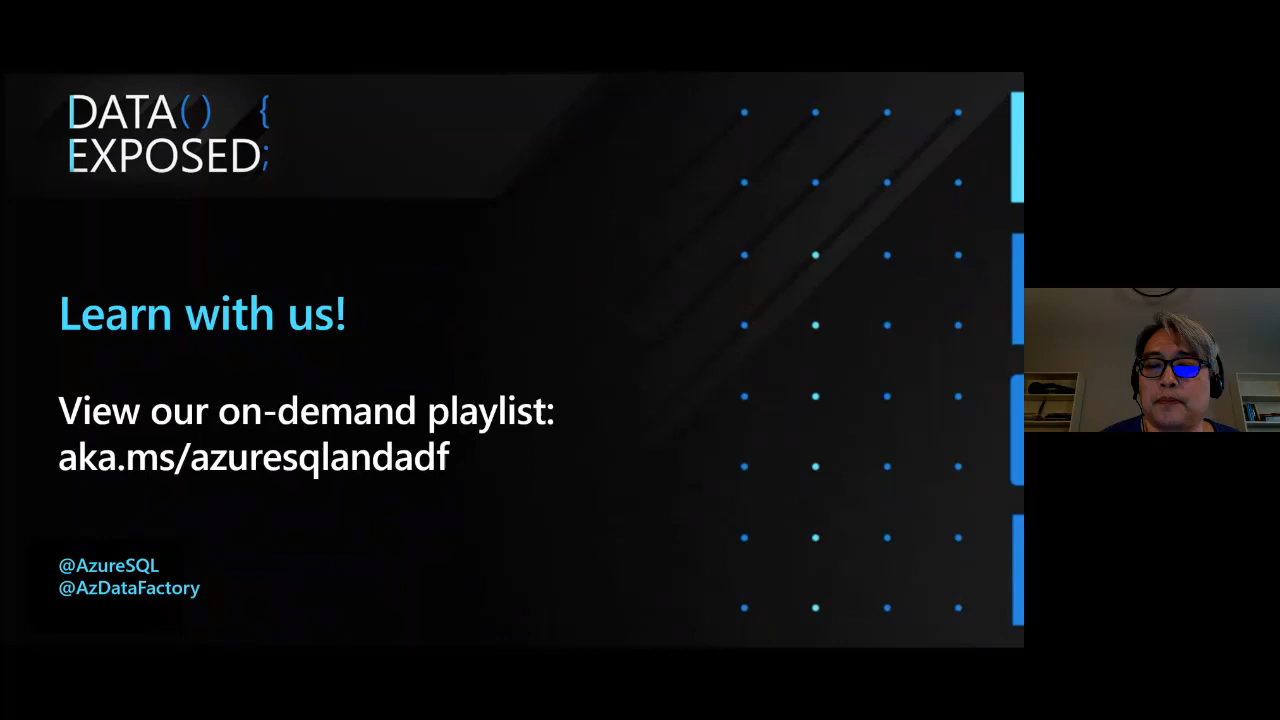 DATA() {
EXPOSED;
Learn with us!
View our on-demand playlist:
aka.ms/azuresqlandadf
@AzureSQL
@AzDataFactory